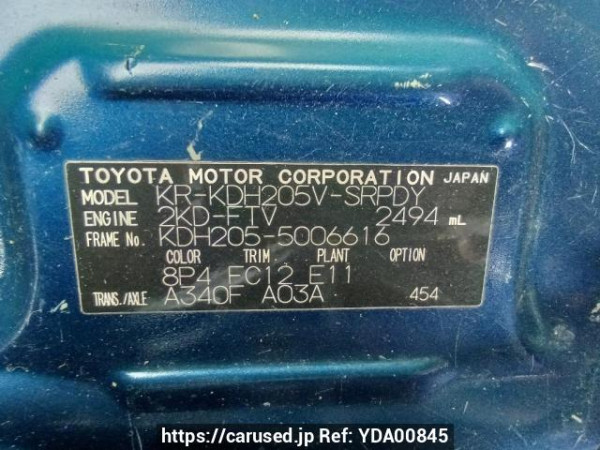 TOYOTA MOTOR CORPORATION JAPAN
MODEL KR-KDH205V-SRPDY
ENGINE 2KD-FTV 2494 mL
FRAME No. KDH205-5006616
COLOR TRIM PLANT OPTION
8P4 FC12 E11
TRANS./AXLE A340F A03A 454
https://carused.jp Ref: YDA00845